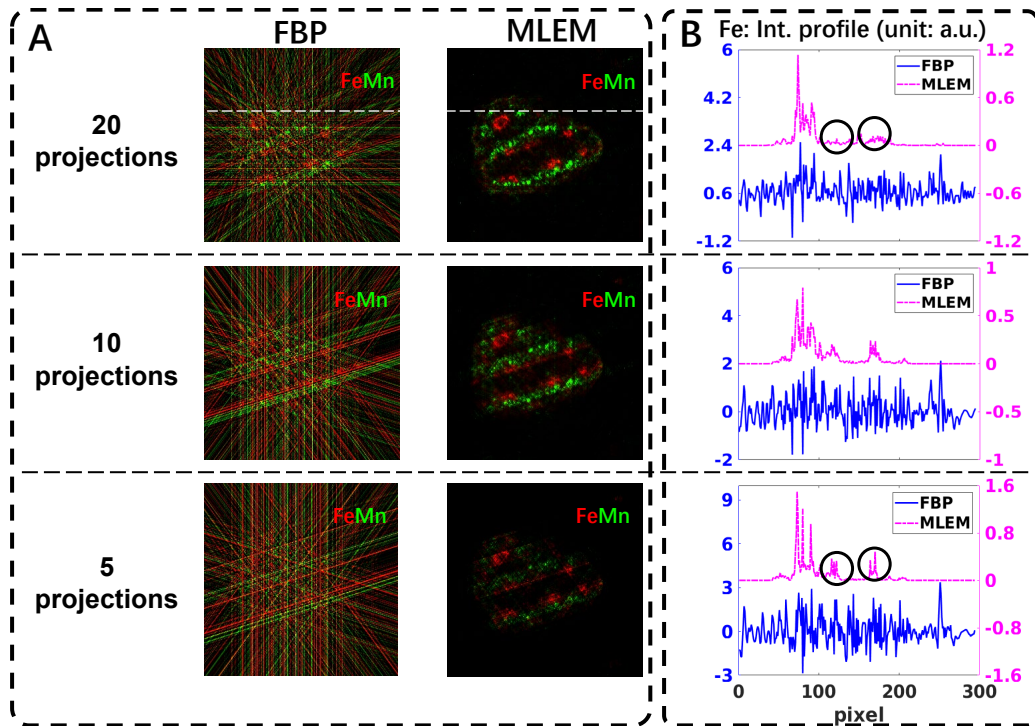 A
FBP
MLEM
20
projections
FeMn
FeMn
10
projections
FeMn
FeMn
5
projections
FeMn
FeMn
B
Fe: Int. profile (unit: a.u.)
6
4.2
2.4
0.6
-1.2
FBP
MLEM
1.2
0.6
0
-0.6
-1.2
6
4
2
0
-2
FBP
MLEM
1
0.5
0
-0.5
-1
9
6
3
0
-3
FBP
MLEM
1.6
0.8
0
-0.8
-1.6
0 100 200 300
pixel